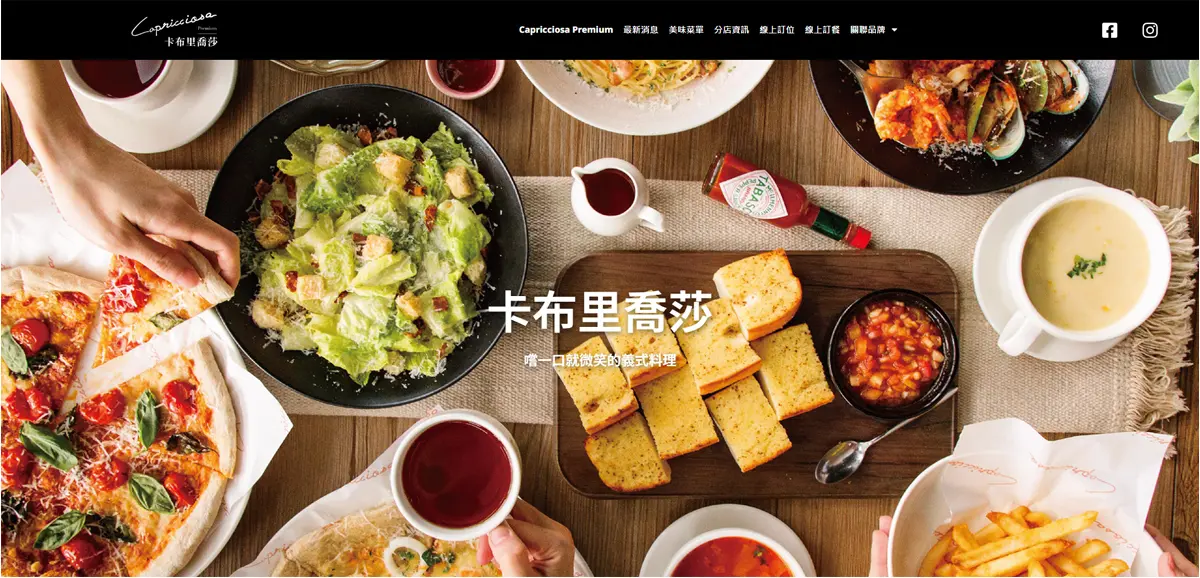 Capricciosa
Premium
卡布里喬莎
Capricciosa Premium 最新消息 美味菜單 分店資訊 線上訂位 線上訂餐 關聯品牌
TABASCO
卡布里喬莎
嚐一口就微笑的義式料理
Capricciosa